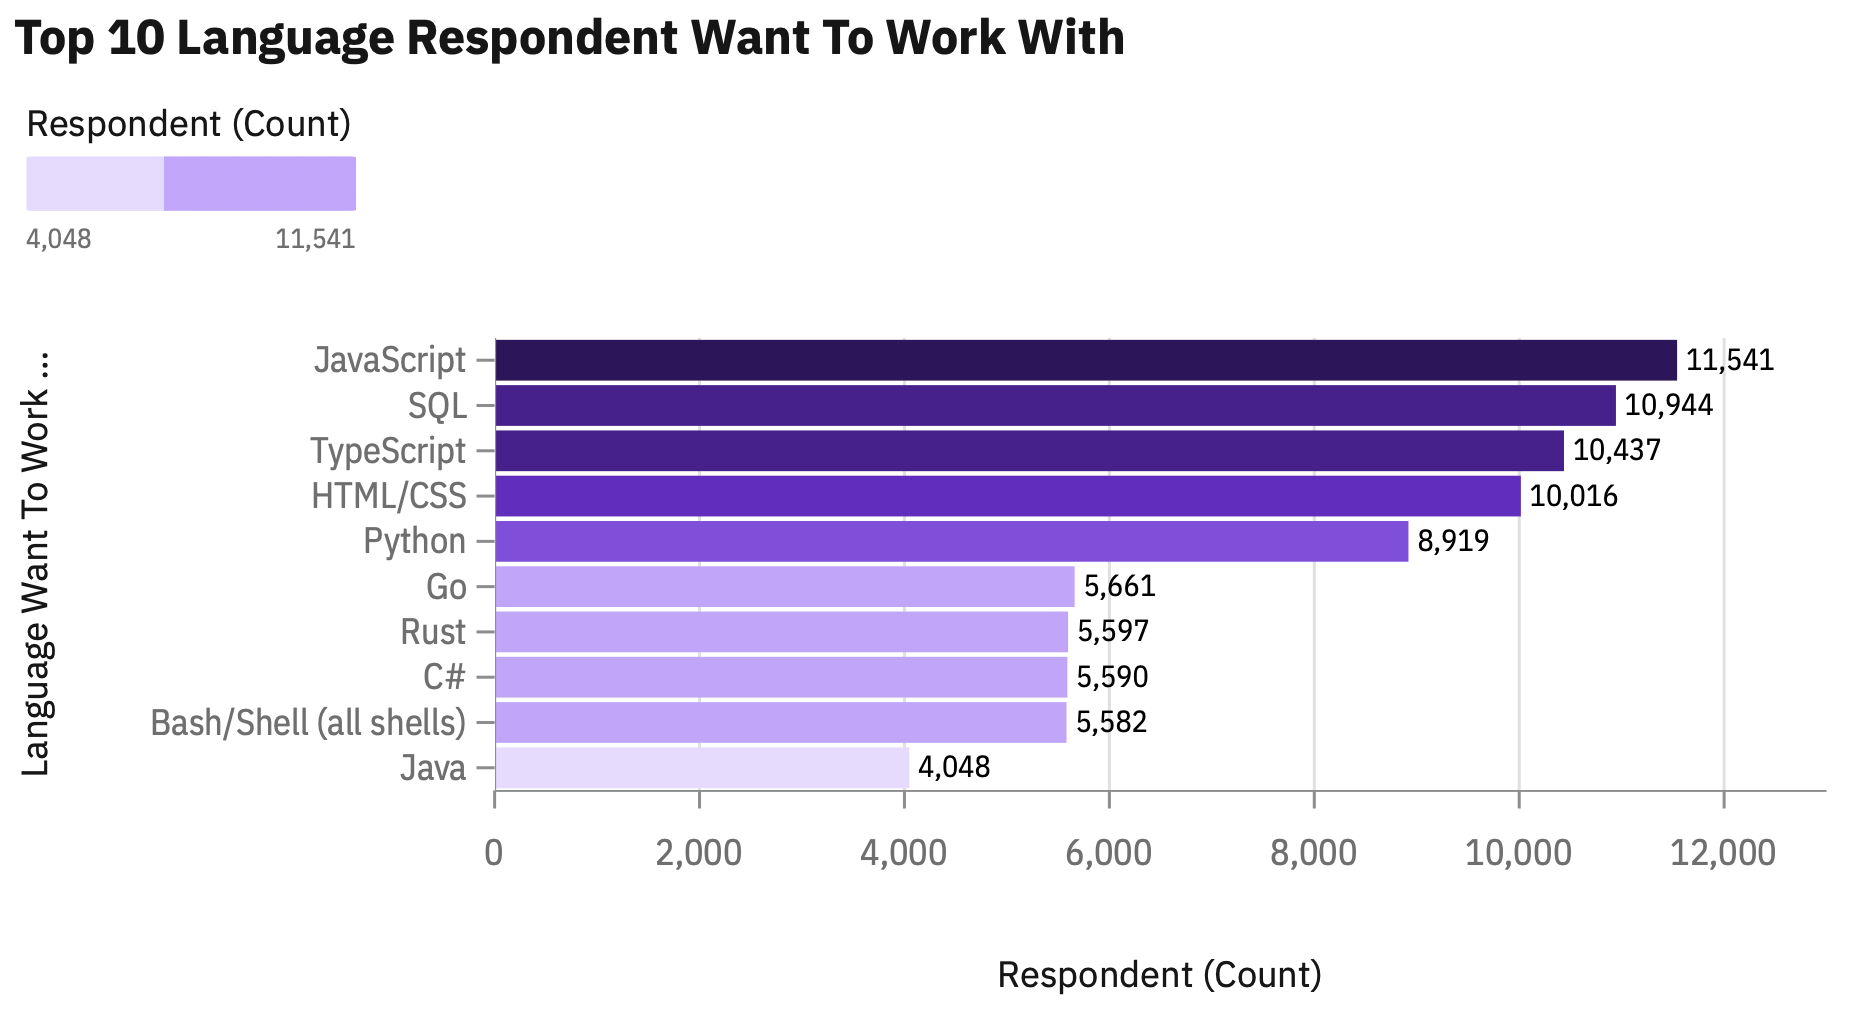 Top 10 Language Respondent Want To Work With
Respondent (Count)
4,048 11,541
Language Want To Work ...
JavaScript 11,541
SQL 10,944
TypeScript 10,437
HTML/CSS 10,016
Python 8,919
Go 5,661
Rust 5,597
C# 5,590
Bash/Shell (all shells) 5,582
Java 4,048
0 2,000 4,000 6,000 8,000 10,000 12,000
Respondent (Count)